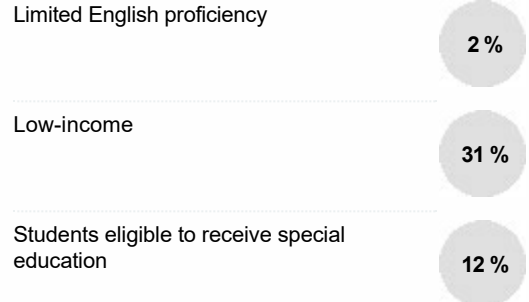 Limited English proficiency
2 %
Low-income
31 %
Students eligible to receive special
education
12 %